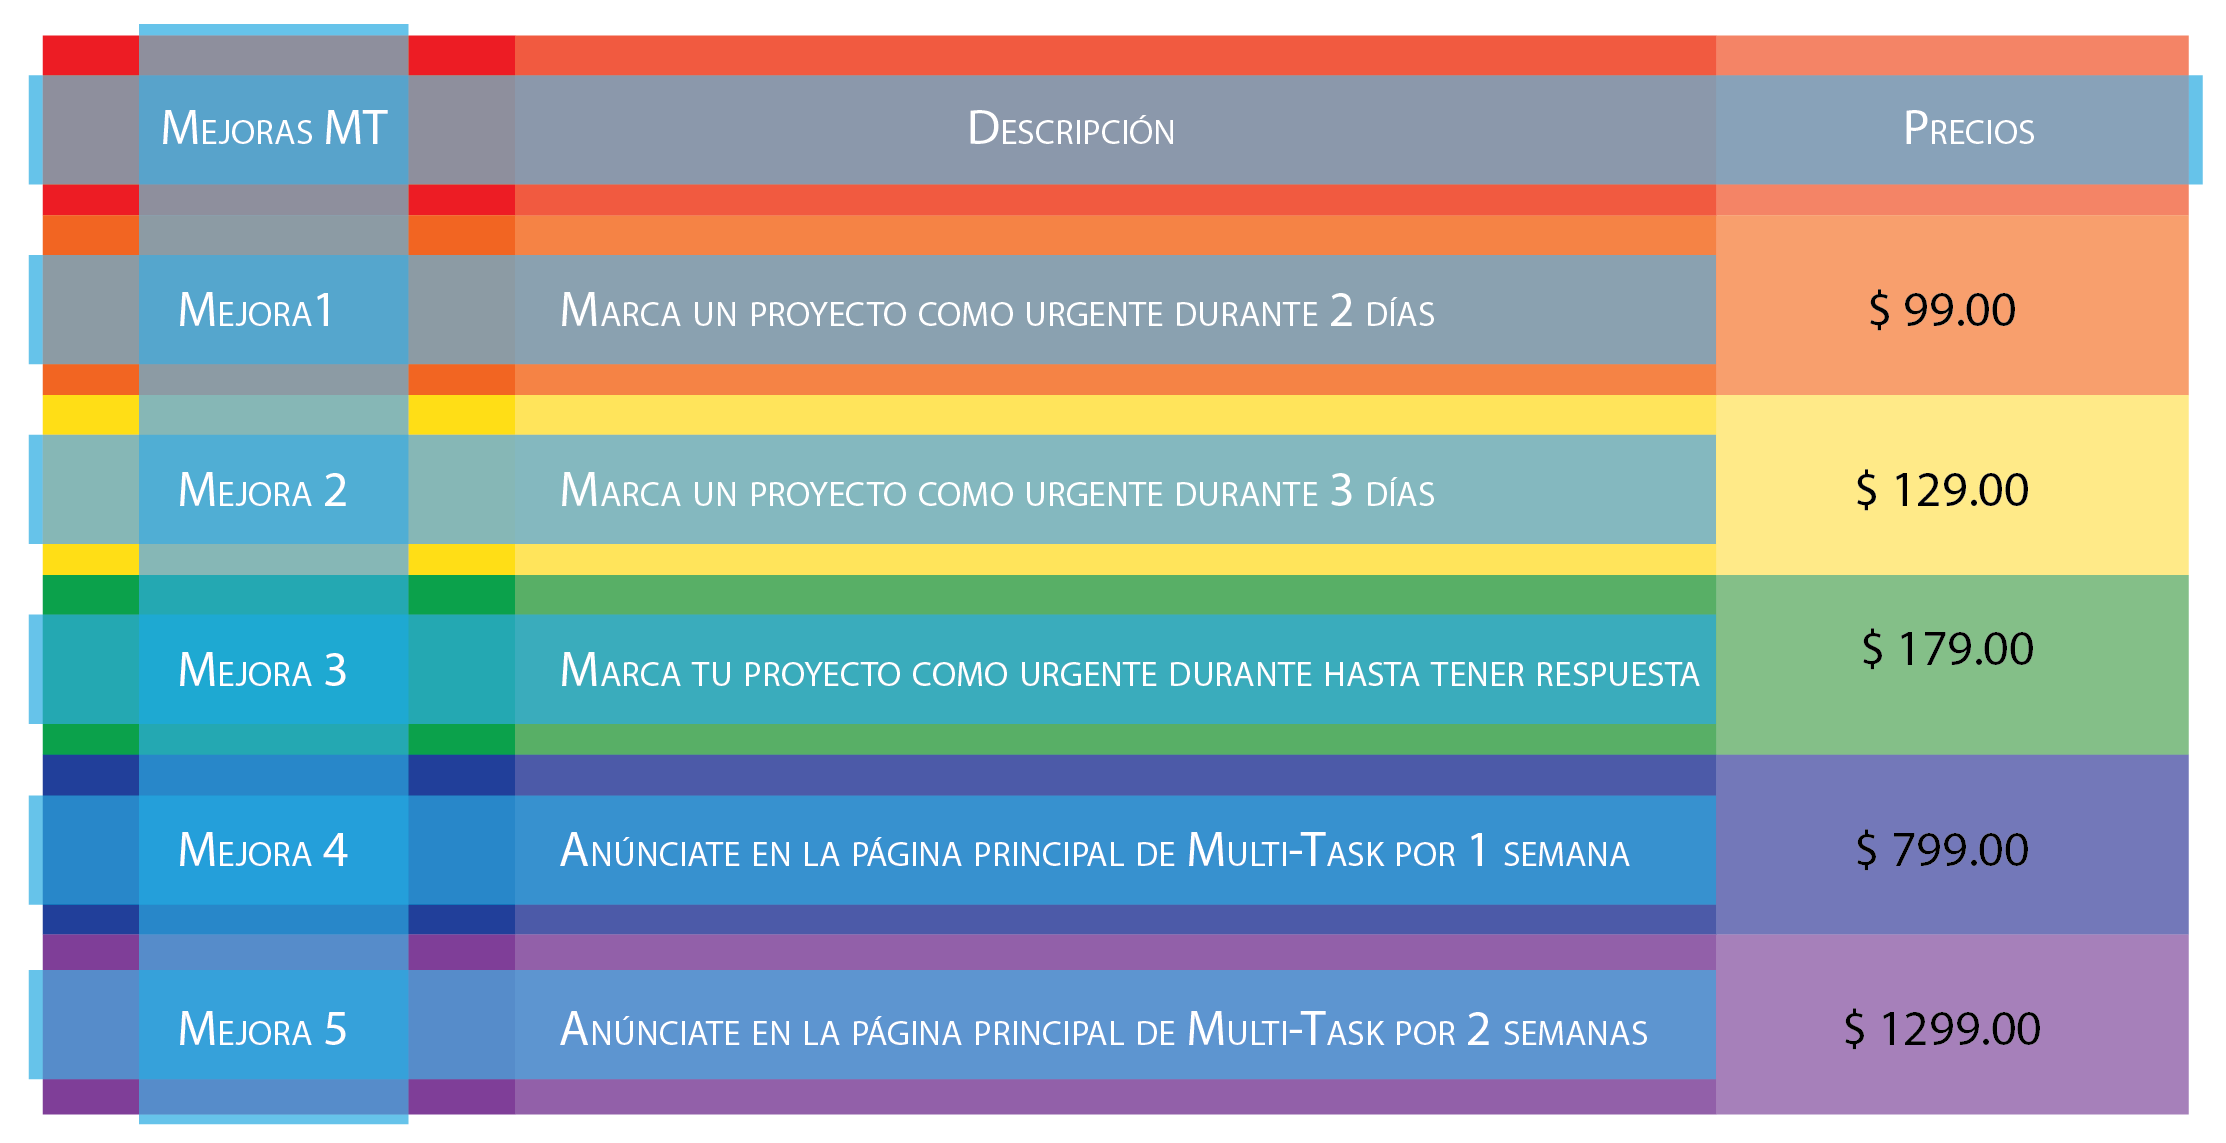 Mejoras MT Descripción Precios
Mejora1 Marca un proyecto como urgente durante 2 días $ 99.00
Mejora 2 Marca un proyecto como urgente durante 3 días $ 129.00
Mejora 3 Marca tu proyecto como urgente durante hasta tener respuesta $ 179.00
Mejora 4 Anúnciate en la página principal de Multi-Task por 1 semana $ 799.00
Mejora 5 Anúnciate en la página principal de Multi-Task por 2 semanas $ 1299.00